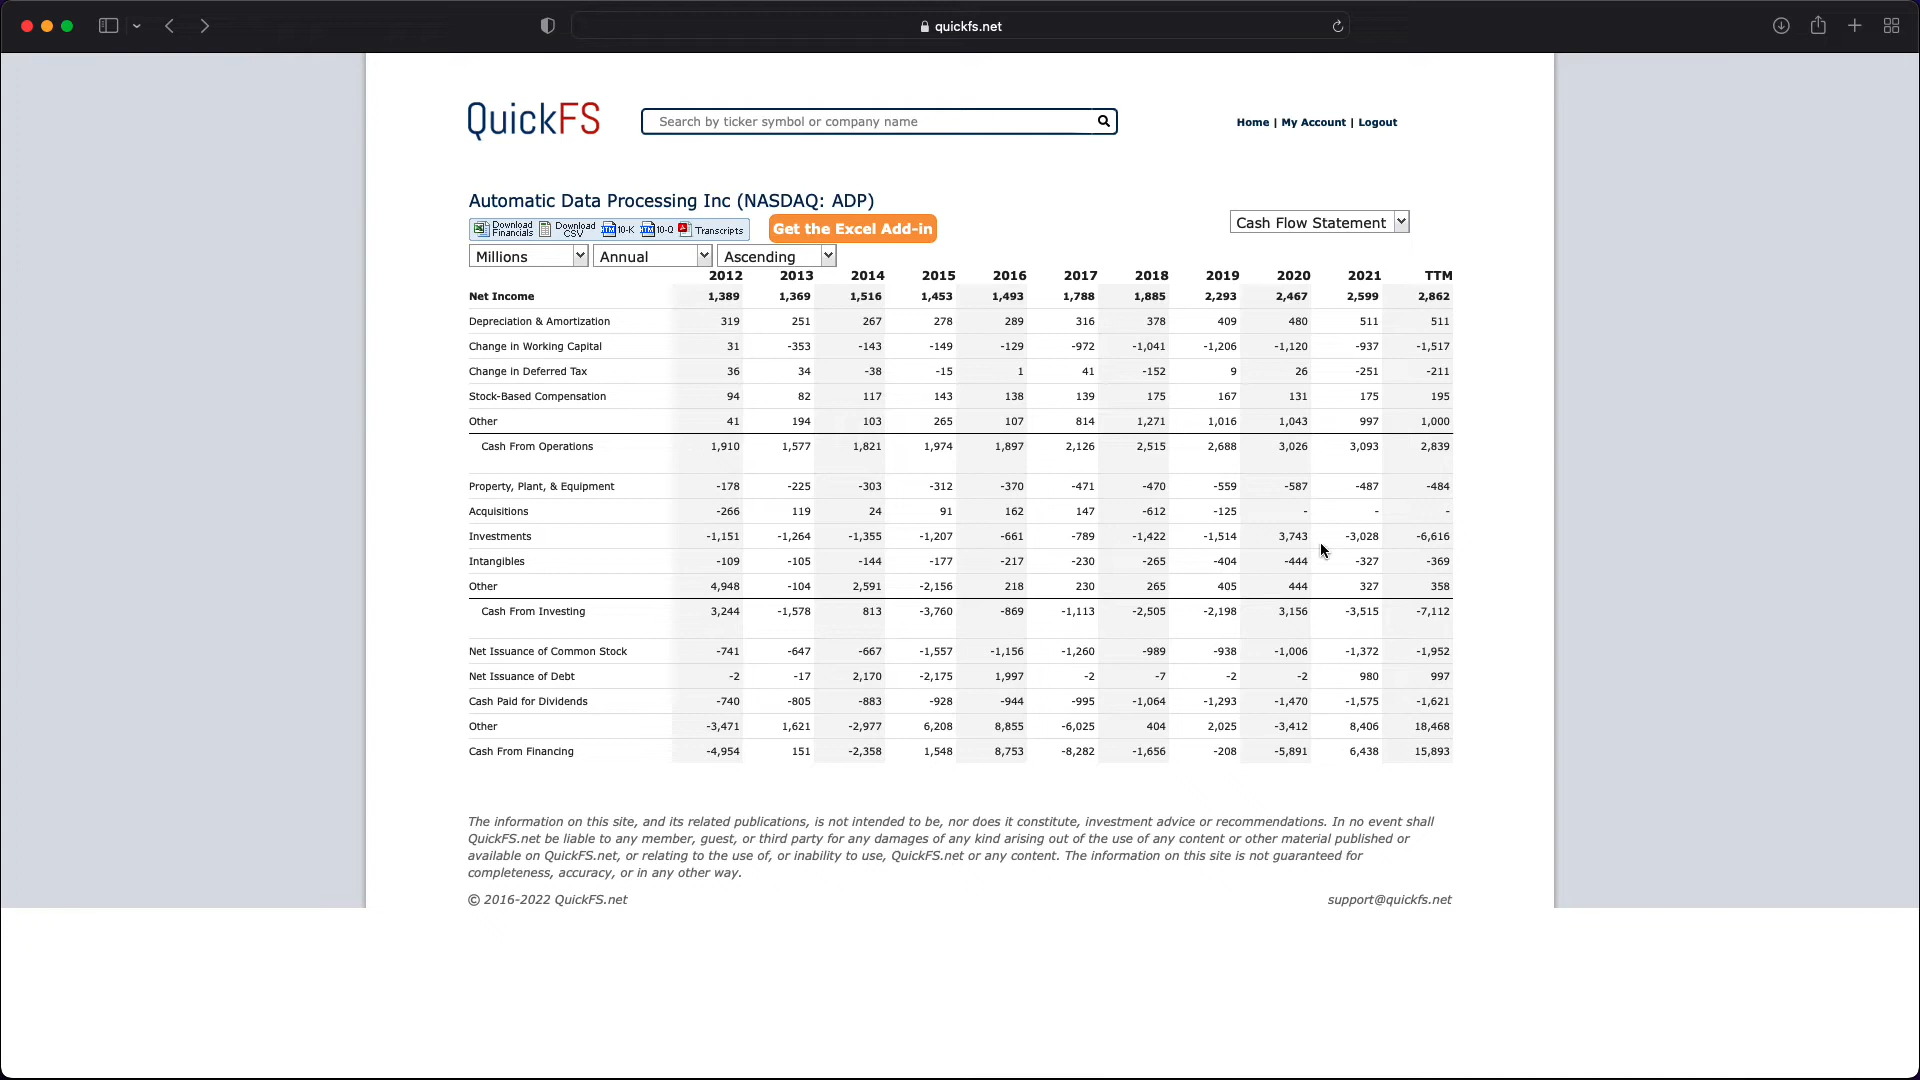 quickfs.net
QuickFS
Search by ticker symbol or company name
Home | My Account | Logout
Automatic Data Processing Inc (NASDAQ: ADP)
Cash Flow Statement
Download Financials Download CSV 10-K 10-Q Transcripts Get the Excel Add-in
Millions Annual Ascending
2012 2013 2014 2015 2016 2017 2018 2019 2020 2021 TTM
Net Income 1,389 1,369 1,516 1,453 1,493 1,788 1,885 2,293 2,467 2,599 2,862
Depreciation & Amortization 319 251 267 278 289 316 378 409 480 511 511
Change in Working Capital 31 -353 -143 -149 -129 -972 -1,041 -1,206 -1,120 -937 -1,517
Change in Deferred Tax 36 34 -38 -15 1 41 -152 9 26 -251 -211
Stock-Based Compensation 94 82 117 143 138 139 175 167 131 175 195
Other 41 194 103 265 107 814 1,271 1,016 1,043 997 1,000
Cash From Operations 1,910 1,577 1,821 1,974 1,897 2,126 2,515 2,688 3,026 3,093 2,839
Property, Plant, & Equipment -178 -225 -303 -312 -370 -471 -470 -559 -587 -487 -484
Acquisitions -266 119 24 91 162 147 -612 -125 - - -
Investments -1,151 -1,264 -1,355 -1,207 -661 -789 -1,422 -1,514 3,743 -3,028 -6,616
Intangibles -109 -105 -144 -177 -217 -230 -265 -404 -444 -327 -369
Other 4,948 -104 2,591 -2,156 218 230 265 405 444 327 358
Cash From Investing 3,244 -1,578 813 -3,760 -869 -1,113 -2,505 -2,198 3,156 -3,515 -7,112
Net Issuance of Common Stock -741 -647 -667 -1,557 -1,156 -1,260 -989 -938 -1,006 -1,372 -1,952
Net Issuance of Debt -2 -17 2,170 -2,175 1,997 -2 -7 -2 -2 980 997
Cash Paid for Dividends -740 -805 -883 -928 -944 -995 -1,064 -1,293 -1,470 -1,575 -1,621
Other -3,471 1,621 -2,977 6,208 8,855 -6,025 404 2,025 -3,412 8,406 18,468
Cash From Financing -4,954 151 -2,358 1,548 8,753 -8,282 -1,656 -208 -5,891 6,438 15,893
The information on this site, and its related publications, is not intended to be, nor does it constitute, investment advice or recommendations. In no event shall
QuickFS.net be liable to any member, guest, or third party for any damages of any kind arising out of the use of any content or other material published or
available on QuickFS.net, or relating to the use of, or inability to use, QuickFS.net or any content. The information on this site is not guaranteed for
completeness, accuracy, or in any other way.
© 2016-2022 QuickFS.net support@quickfs.net